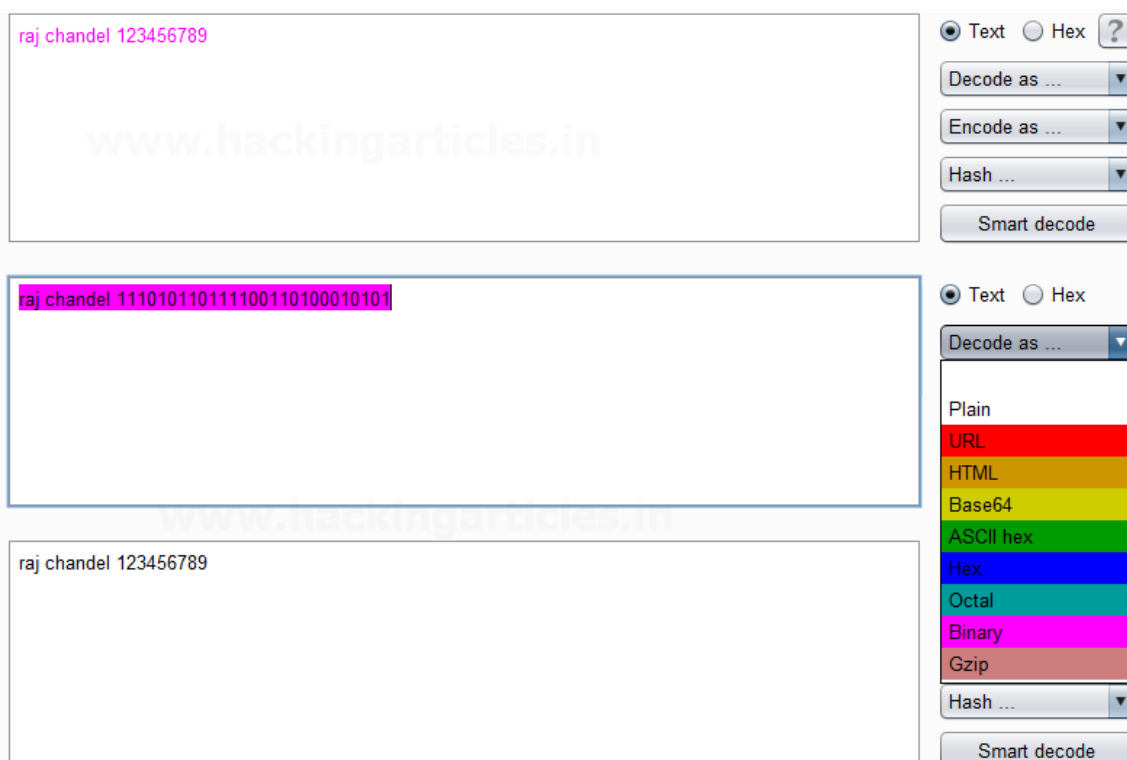 raj chandel 123456789
Text Hex ?
Decode as ...
Encode as ...
Hash ...
Smart decode
www.hackingarticles.in
raj chandel 111010110111100110100010101
Text Hex
Decode as ...
Plain
URL
HTML
Base64
ASCII hex
Hex
Octal
Binary
Gzip
Hash ...
Smart decode
www.hackingarticles.in
raj chandel 123456789